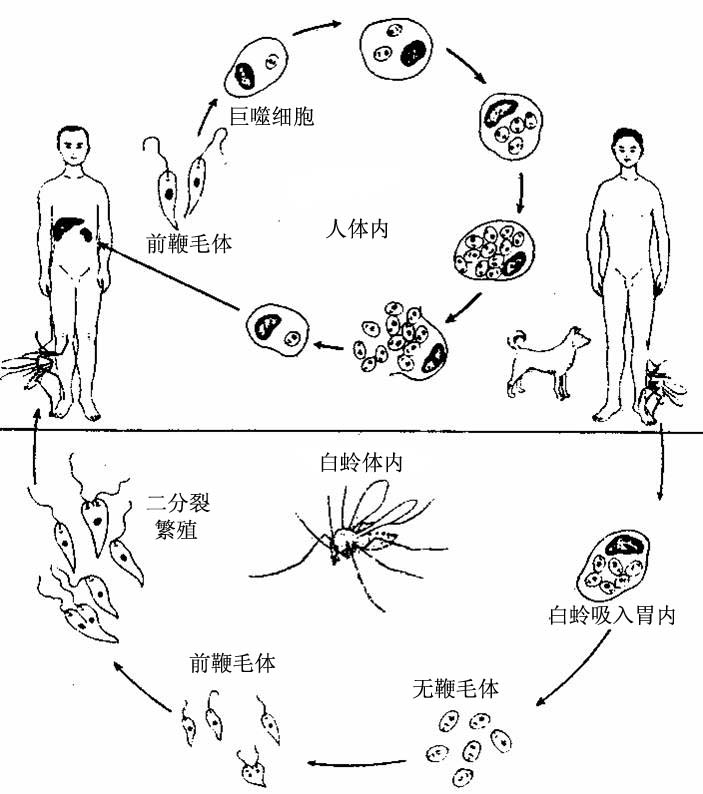 巨噬细胞
前鞭毛体
人体内
白蛉体内
二分裂
繁殖
白蛉吸入胃内
前鞭毛体
无鞭毛体